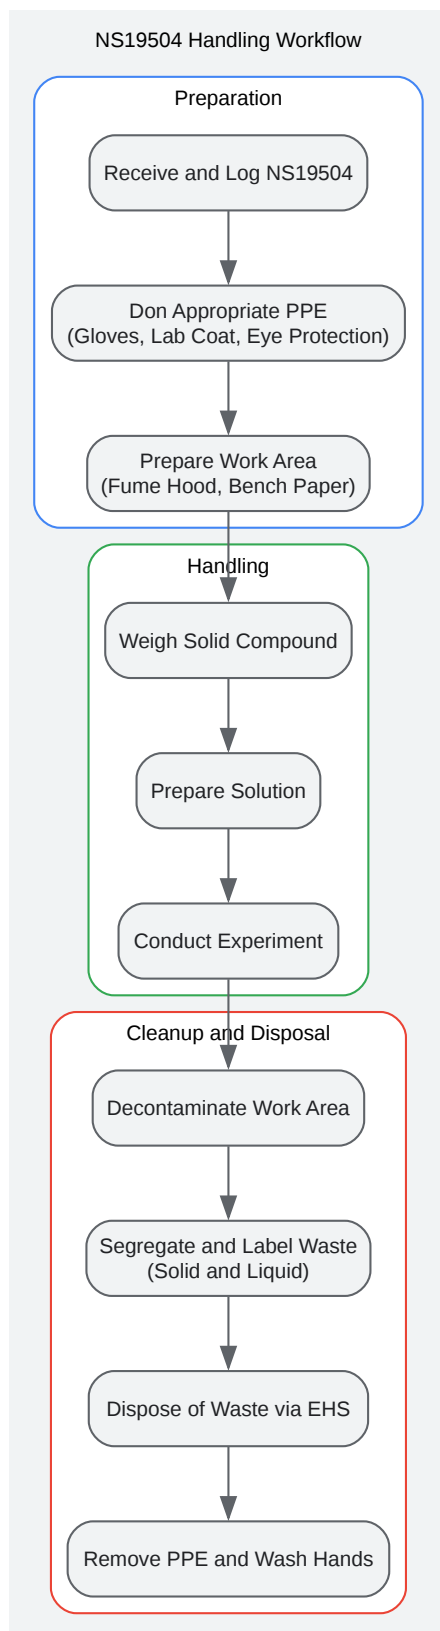 NS19504 Handling Workflow
Preparation
Receive and Log NS19504
Don Appropriate PPE
(Gloves, Lab Coat, Eye Protection)
Prepare Work Area
(Fume Hood, Bench Paper)
Handling
Weigh Solid Compound
Prepare Solution
Conduct Experiment
Cleanup and Disposal
Decontaminate Work Area
Segregate and Label Waste
(Solid and Liquid)
Dispose of Waste via EHS
Remove PPE and Wash Hands